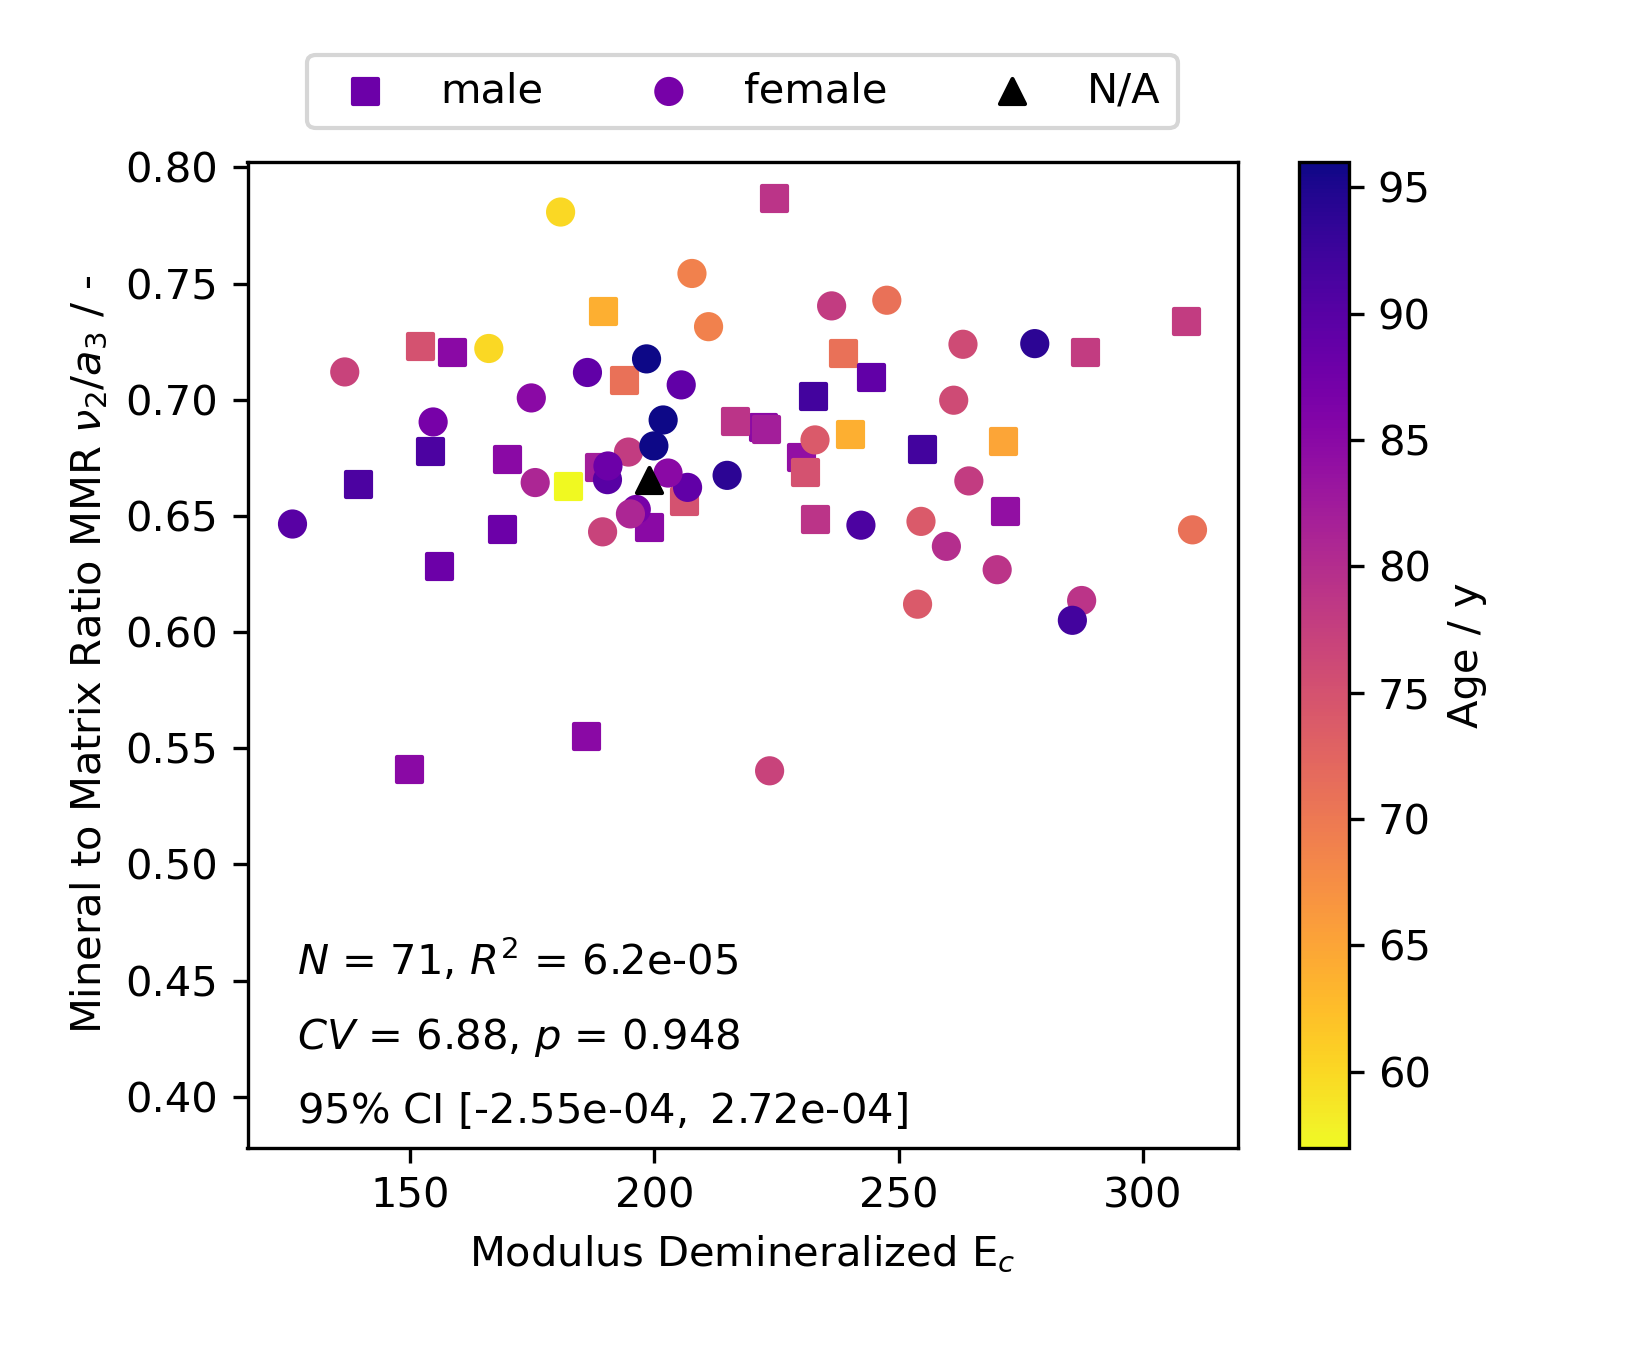 male female N/A
Mineral to Matrix Ratio MMR ν₂/a₃ / -
0.80
0.75
0.70
0.65
0.60
0.55
0.50
0.45
0.40
N = 71, R² = 6.2e-05
CV = 6.88, p = 0.948
95% CI [-2.55e-04, 2.72e-04]
150 200 250 300
Modulus Demineralized E꜀
95
90
85
80
75
70
65
60
Age / y